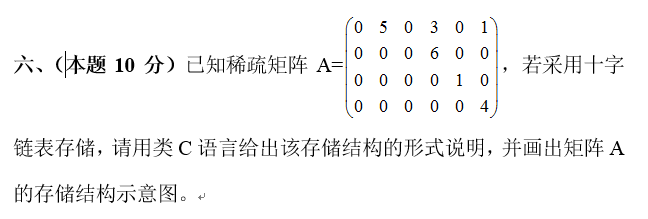 六、（本题 10 分）已知稀疏矩阵 A=(0 5 0 3 0 1
0 0 0 6 0 0
0 0 0 0 1 0
0 0 0 0 0 4)，若采用十字
链表存储，请用类 C 语言给出该存储结构的形式说明，并画出矩阵 A
的存储结构示意图。